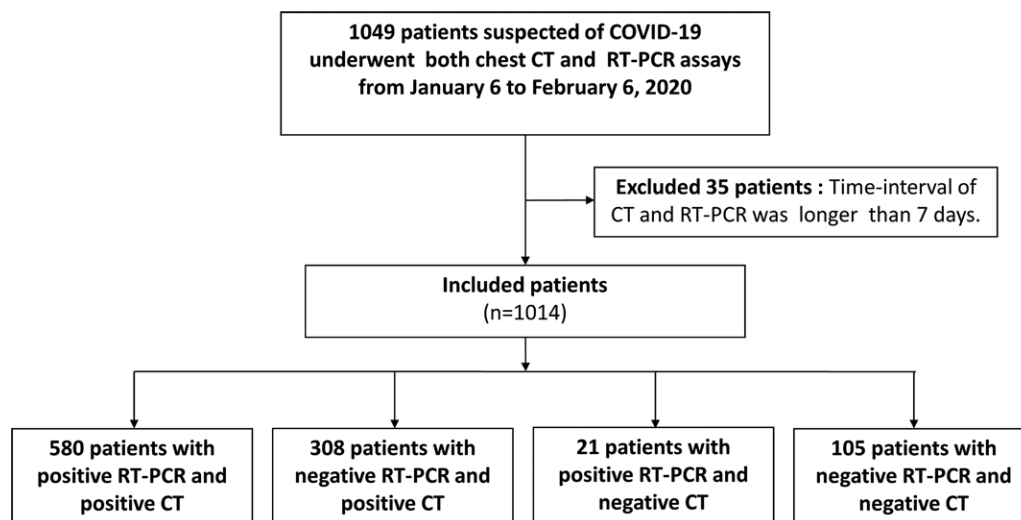 1049 patients suspected of COVID-19
underwent both chest CT and RT-PCR assays
from January 6 to February 6, 2020
Excluded 35 patients : Time-interval of
CT and RT-PCR was longer than 7 days.
Included patients
(n=1014)
580 patients with
positive RT-PCR and
positive CT
308 patients with
negative RT-PCR and
positive CT
21 patients with
positive RT-PCR and
negative CT
105 patients with
negative RT-PCR and
negative CT